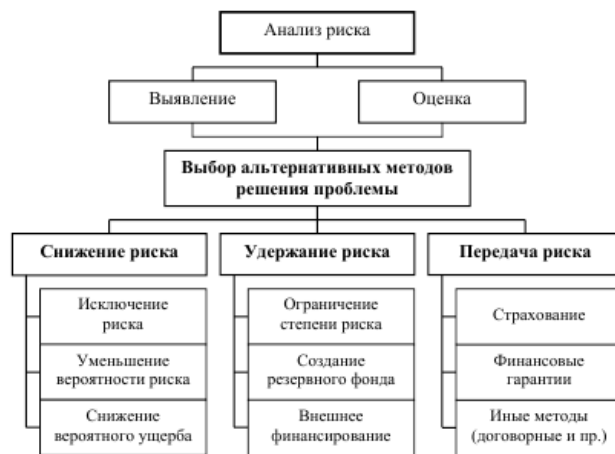 Анализ риска
Выявление
Оценка
Выбор альтернативных методов
решения проблемы
Снижение риска
Удержание риска
Передача риска
Исключение
риска
Уменьшение
вероятности риска
Снижение
вероятного ущерба
Ограничение
степени риска
Создание
резервного фонда
Внешнее
финансирование
Страхование
Финансовые
гарантии
Иные методы
(договорные и пр.)